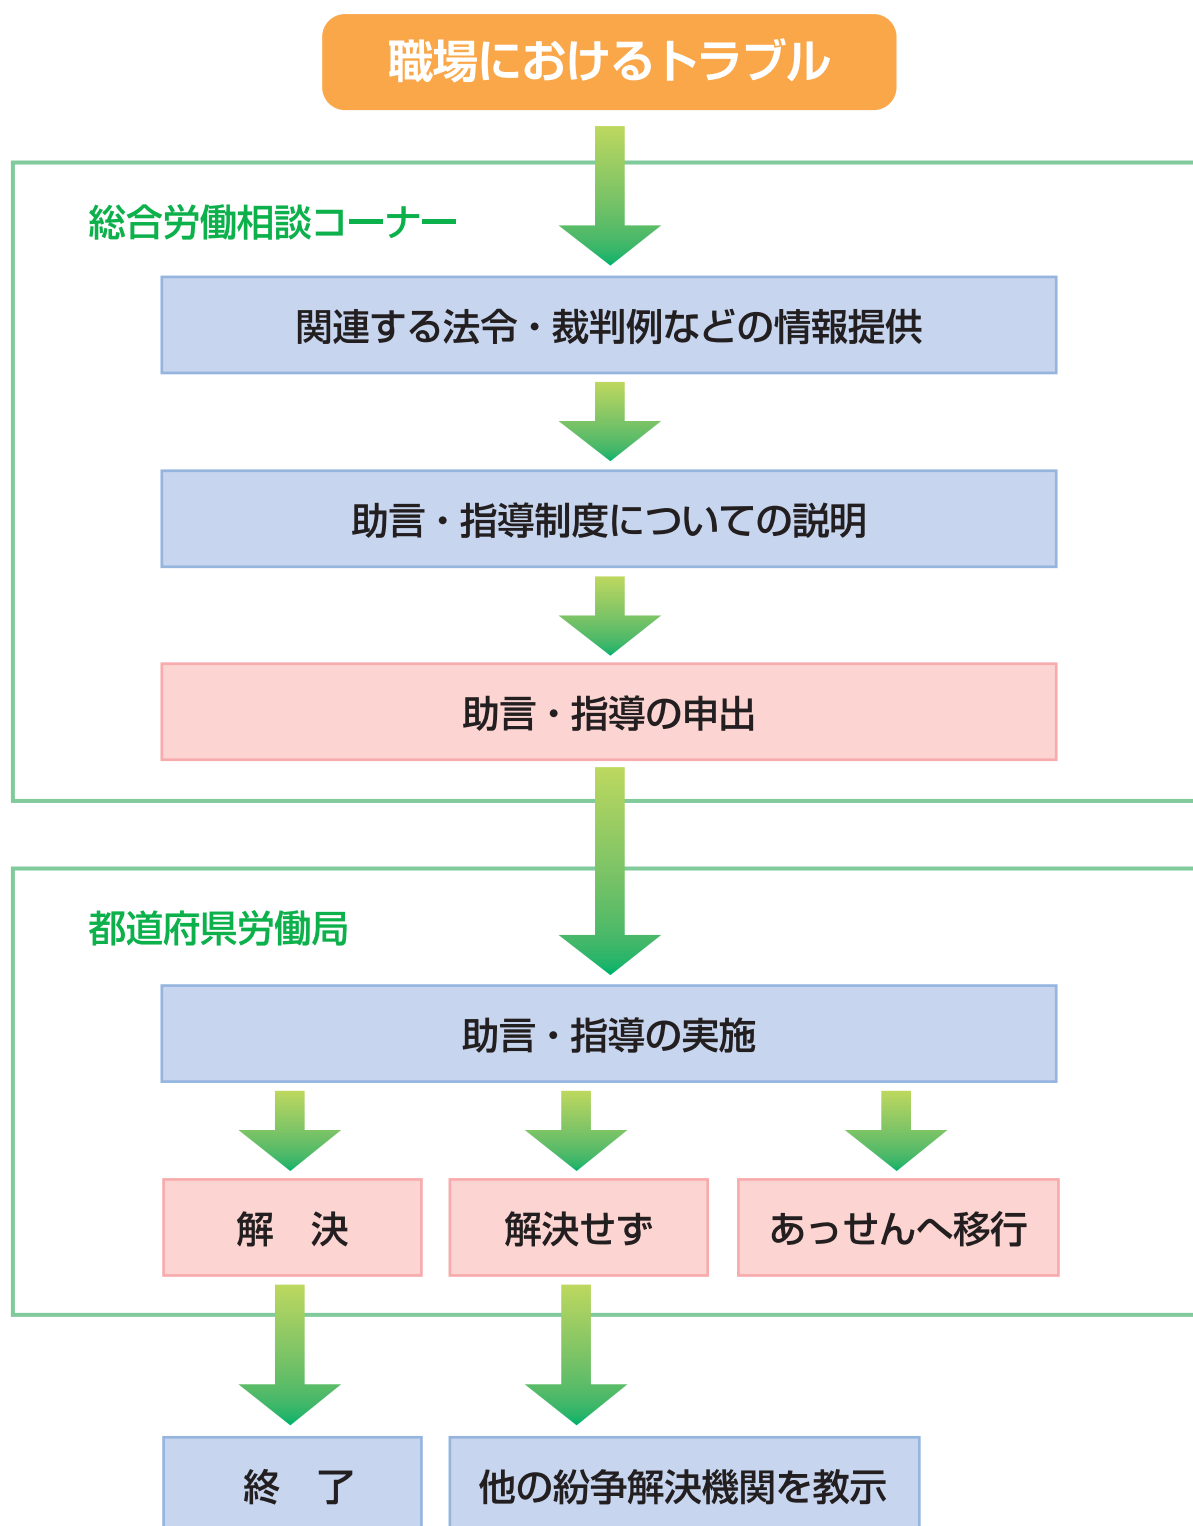 職場におけるトラブル
総合労働相談コーナー
関連する法令・裁判例などの情報提供
助言・指導制度についての説明
助言・指導の申出
都道府県労働局
助言・指導の実施
解　決
解決せず
あっせんへ移行
終　了
他の紛争解決機関を教示